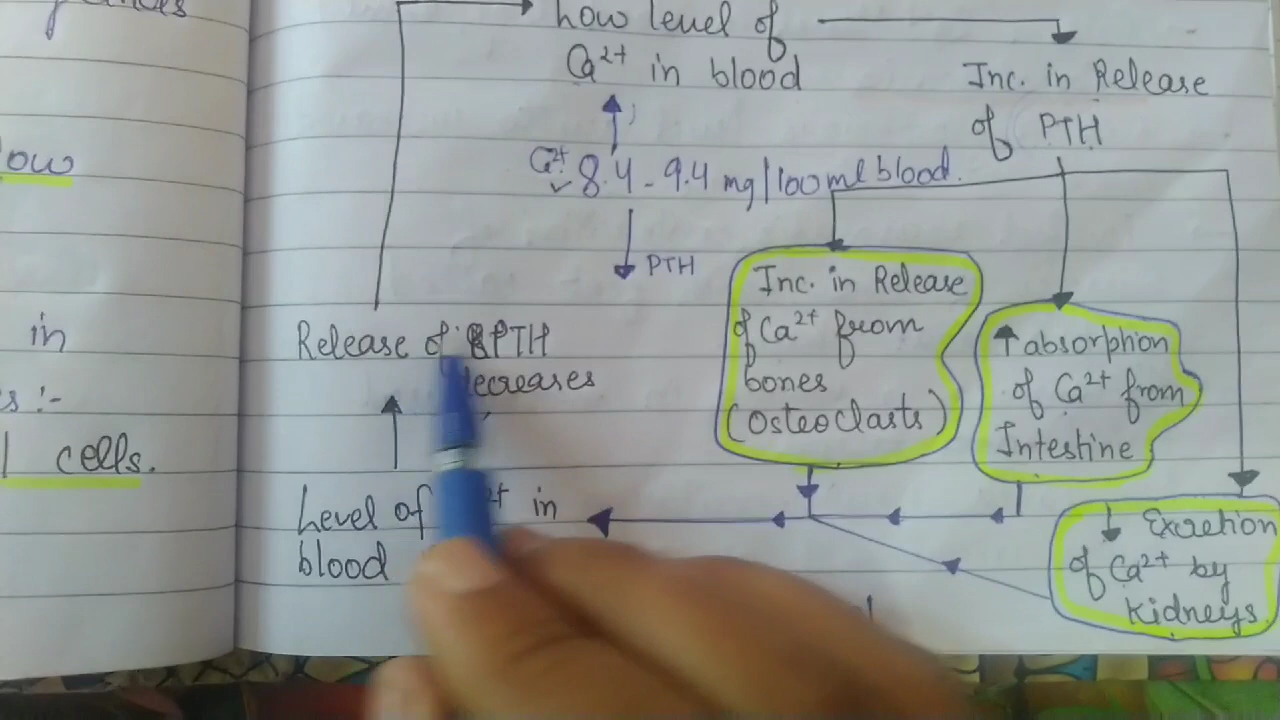 ow
in
s :-
l cells.
Low level of
Ca²⁺ in blood
Inc. in Release
of PTH
Ca²⁺ 8.4 - 9.4 mg/100ml blood.
PTH
Release of PTH
decreases
Level of ²⁺ in
blood
Inc. in Release
of Ca²⁺ from
bones
(Osteoclasts)
↑ absorption
of Ca²⁺ from
Intestine
↓ Excretion
of Ca²⁺ by
Kidneys.